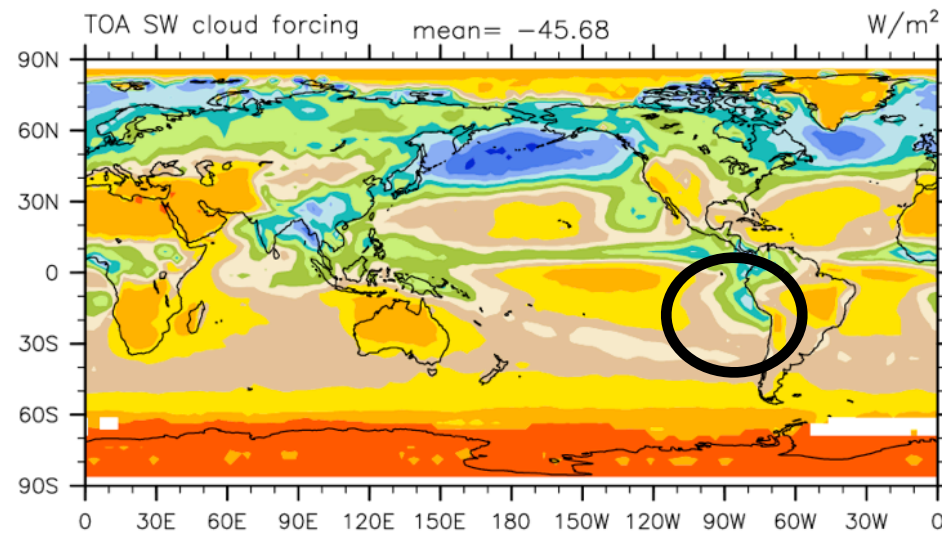 TOA SW cloud forcing mean= −45.68 W/m²
90N
60N
30N
0
30S
60S
90S
0 30E 60E 90E 120E 150E 180 150W 120W 90W 60W 30W 0